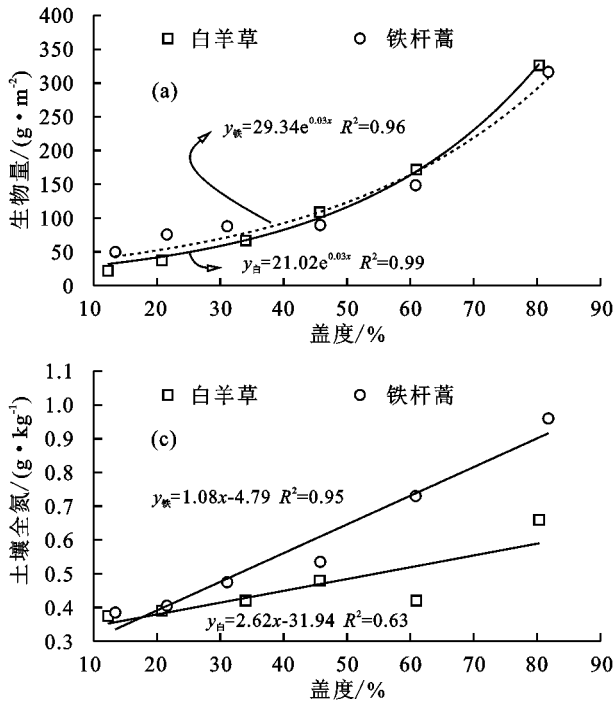 400
350
300
250
200
150
100
50
0
生物量/(g·m⁻²)
白羊草 铁杆蒿
(a)
y铁=29.34e^0.03x R²=0.96
y白=21.02e^0.03x R²=0.99
10 20 30 40 50 60 70 80 90
盖度/%
1.1
1.0
0.9
0.8
0.7
0.6
0.5
0.4
0.3
土壤全氮/(g·kg⁻¹)
白羊草 铁杆蒿
(c)
y铁=1.08x-4.79 R²=0.95
y白=2.62x-31.94 R²=0.63
10 20 30 40 50 60 70 80 90
盖度/%